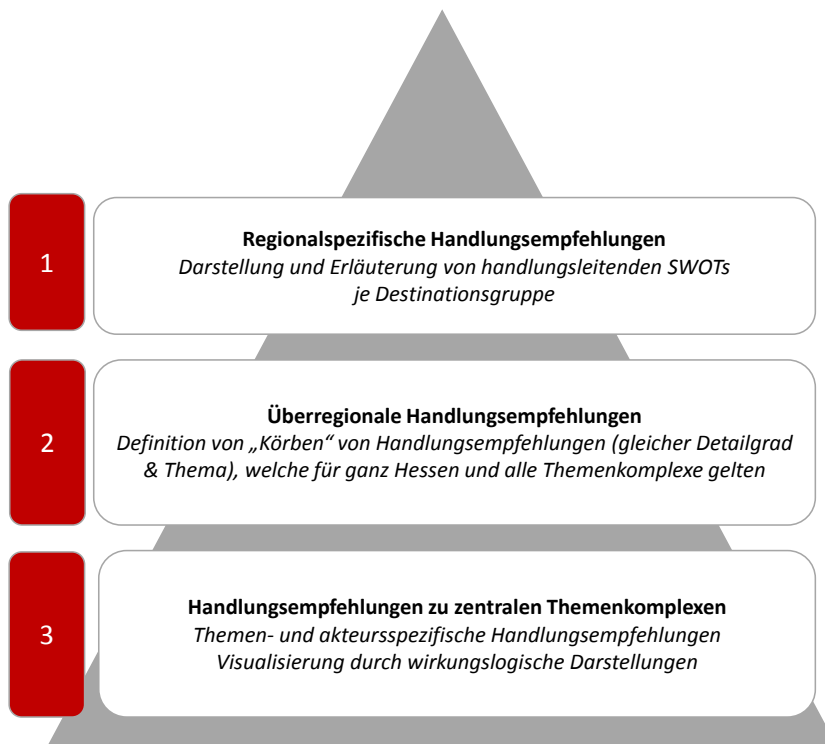 1
Regionalspezifische Handlungsempfehlungen
Darstellung und Erläuterung von handlungsleitenden SWOTs
je Destinationsgruppe
2
Überregionale Handlungsempfehlungen
Definition von „Körben“ von Handlungsempfehlungen (gleicher Detailgrad
& Thema), welche für ganz Hessen und alle Themenkomplexe gelten
3
Handlungsempfehlungen zu zentralen Themenkomplexen
Themen- und akteursspezifische Handlungsempfehlungen
Visualisierung durch wirkungslogische Darstellungen